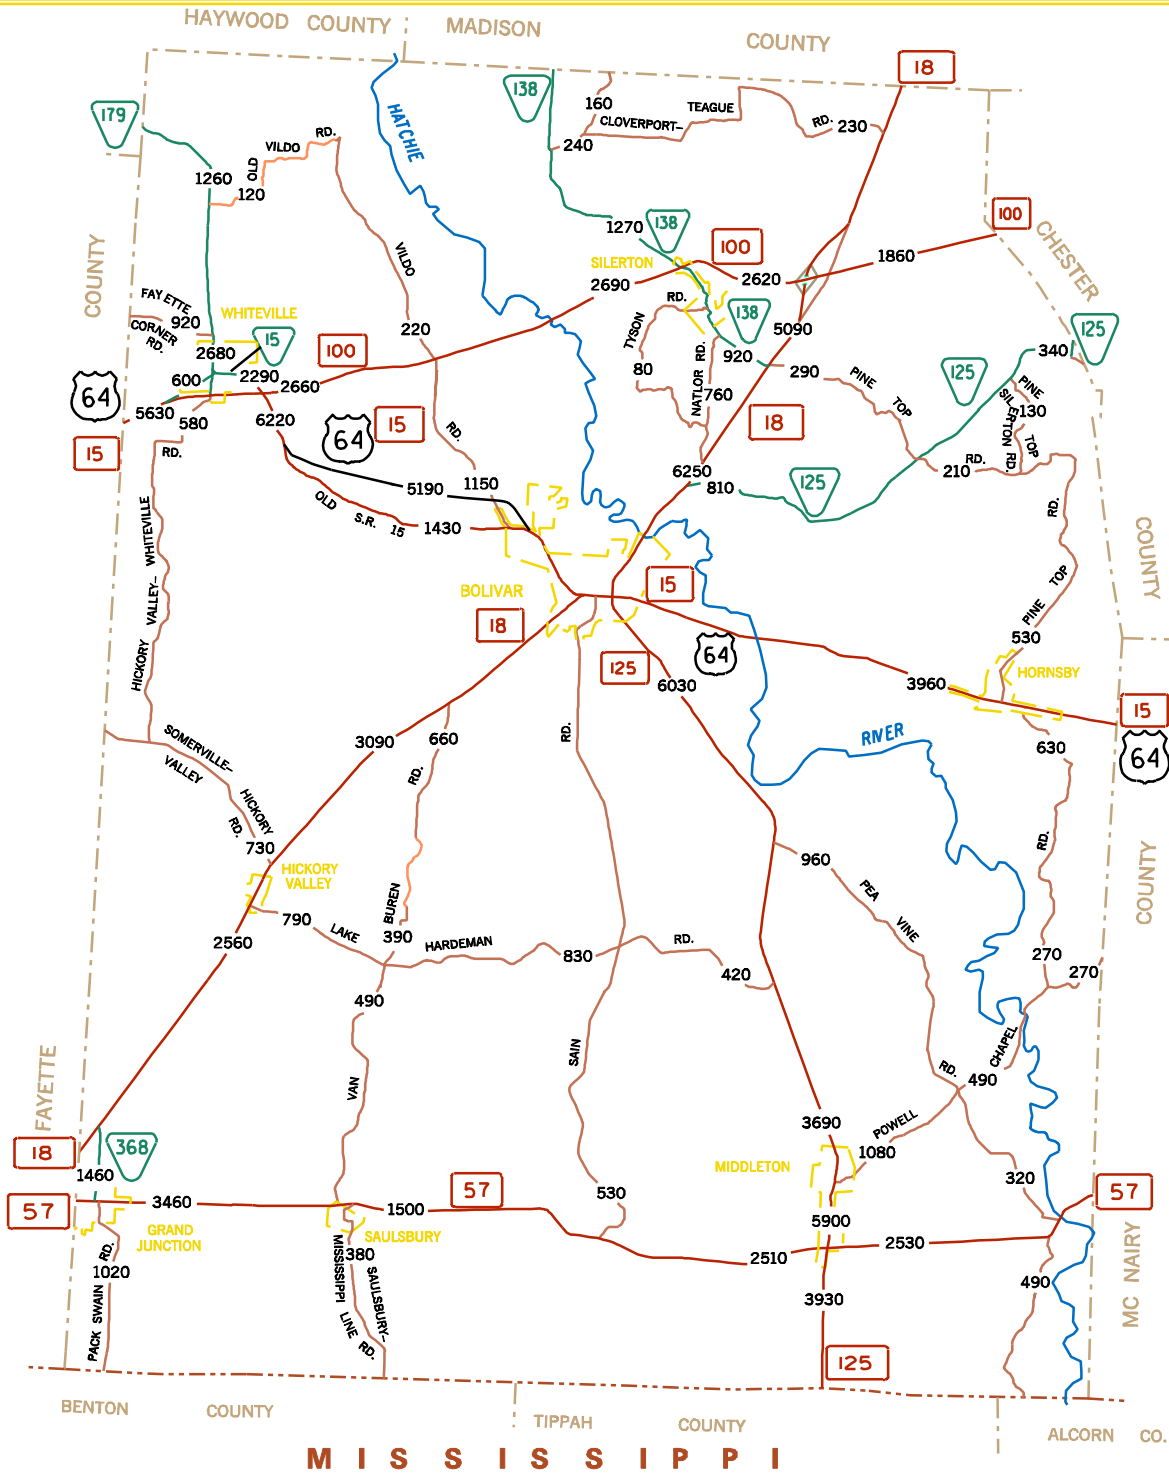 HAYWOOD COUNTY
MADISON
COUNTY
18
138
179
160
TEAGUE
CLOVERPORT-
RD.
230
240
HATCHIE
RD.
VILDO
OLD
1260
120
100
1270
138
100
CHESTER
COUNTY
SILERTON
2620
1860
2690
VILDO
FAYETTE
920
CORNER
RD.
WHITEVILLE
15
2680
600
2290
100
220
RD.
TYSON
138
5090
920
125
340
125
64
2660
5630
580
6220
15
64
15
RD.
80
NATLOR RD.
760
290
PINE
TOP
18
PINE
130
SILERTON RD.
TOP
RD.
210
RD.
6250
810
125
RD.
1150
5190
OLD
S.R. 15
1430
HICKORY VALLEY- WHITEVILLE
BOLIVAR
15
18
125
64
6030
PINE TOP
RD.
530
HORNSBY
3960
COUNTY
15
64
630
SOMERVILLE-
VALLEY
HICKORY
RD.
730
3090
660
RD.
RD.
RIVER
HICKORY
VALLEY
790
LAKE
BUREN
390
HARDEMAN
830
RD.
420
960
PEA
VINE
RD.
270
270
COUNTY
2560
490
VAN
SAIN
RD.
CHAPEL
490
POWELL
1080
FAYETTE
18
368
1460
57
3460
GRAND
JUNCTION
RD.
1020
PACK SWAIN
1500
57
SAULSBURY
380
MISSISSIPPI LINE RD.
SAULSBURY-
530
3690
MIDDLETON
5900
2510
2530
3930
125
320
57
490
MC NAIRY
BENTON
COUNTY
TIPPAH
COUNTY
ALCORN CO.
MISSISSIPPI